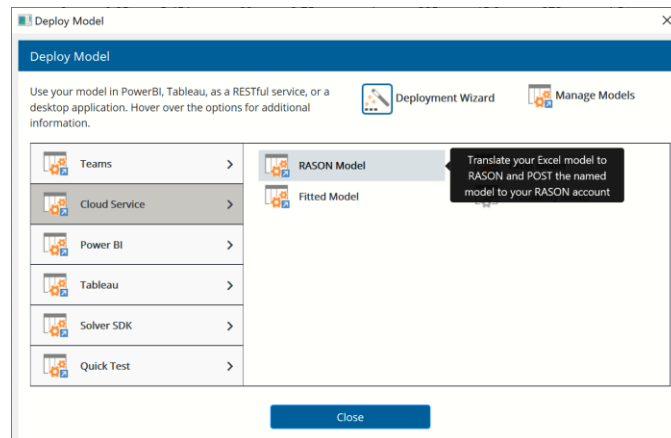 Deploy Model
Deploy Model
Use your model in PowerBI, Tableau, as a RESTful service, or a
desktop application. Hover over the options for additional
information.
Deployment Wizard
Manage Models
Teams
Cloud Service
Power BI
Tableau
Solver SDK
Quick Test
RASON Model
Fitted Model
Translate your Excel model to
RASON and POST the named
model to your RASON account
Close